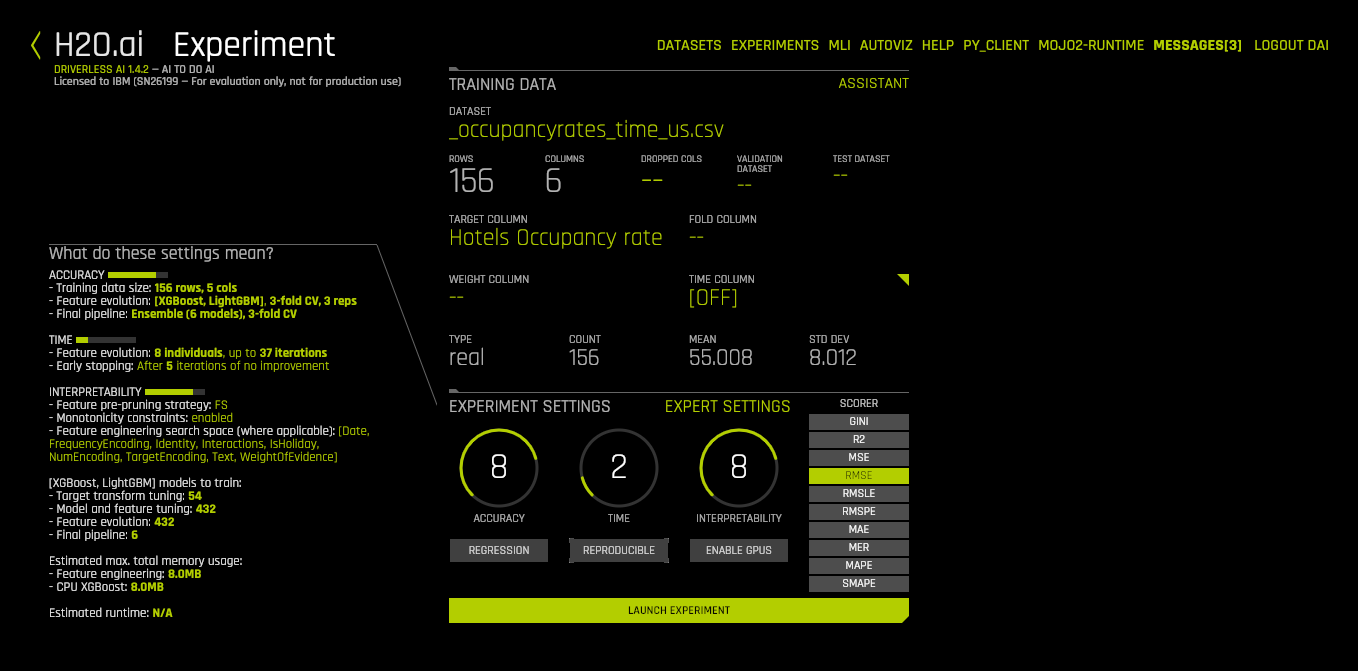 H2O.ai Experiment
DRIVERLESS AI 1.4.2 — AI TO DO AI
Licensed to IBM (SN26199 — For evaluation only, not for production use)
DATASETS EXPERIMENTS MLI AUTOVIZ HELP PY_CLIENT MOJO2-RUNTIME MESSAGES[3] LOGOUT DAI
What do these settings mean?
ACCURACY
- Training data size: 156 rows, 5 cols
- Feature evolution: [XGBoost, LightGBM], 3-fold CV, 3 reps
- Final pipeline: Ensemble (6 models), 3-fold CV
TIME
- Feature evolution: 8 individuals, up to 37 iterations
- Early stopping: After 5 iterations of no improvement
INTERPRETABILITY
- Feature pre-pruning strategy: FS
- Monotonicity constraints: enabled
- Feature engineering search space (where applicable): [Date,
FrequencyEncoding, Identity, Interactions, IsHoliday,
NumEncoding, TargetEncoding, Text, WeightOfEvidence]
[XGBoost, LightGBM] models to train:
- Target transform tuning: 54
- Model and feature tuning: 432
- Feature evolution: 432
- Final pipeline: 6
Estimated max. total memory usage:
- Feature engineering: 8.0MB
- CPU XGBoost: 8.0MB
Estimated runtime: N/A
TRAINING DATA ASSISTANT
DATASET
_occupancyrates_time_us.csv
ROWS COLUMNS DROPPED COLS VALIDATION DATASET TEST DATASET
156 6 -- -- --
TARGET COLUMN FOLD COLUMN
Hotels Occupancy rate --
WEIGHT COLUMN TIME COLUMN
-- [OFF]
TYPE COUNT MEAN STD DEV
real 156 55.008 8.012
EXPERIMENT SETTINGS EXPERT SETTINGS
8 2 8
ACCURACY TIME INTERPRETABILITY
REGRESSION REPRODUCIBLE ENABLE GPUS
SCORER
GINI
R2
MSE
RMSE
RMSLE
RMSPE
MAE
MER
MAPE
SMAPE
LAUNCH EXPERIMENT